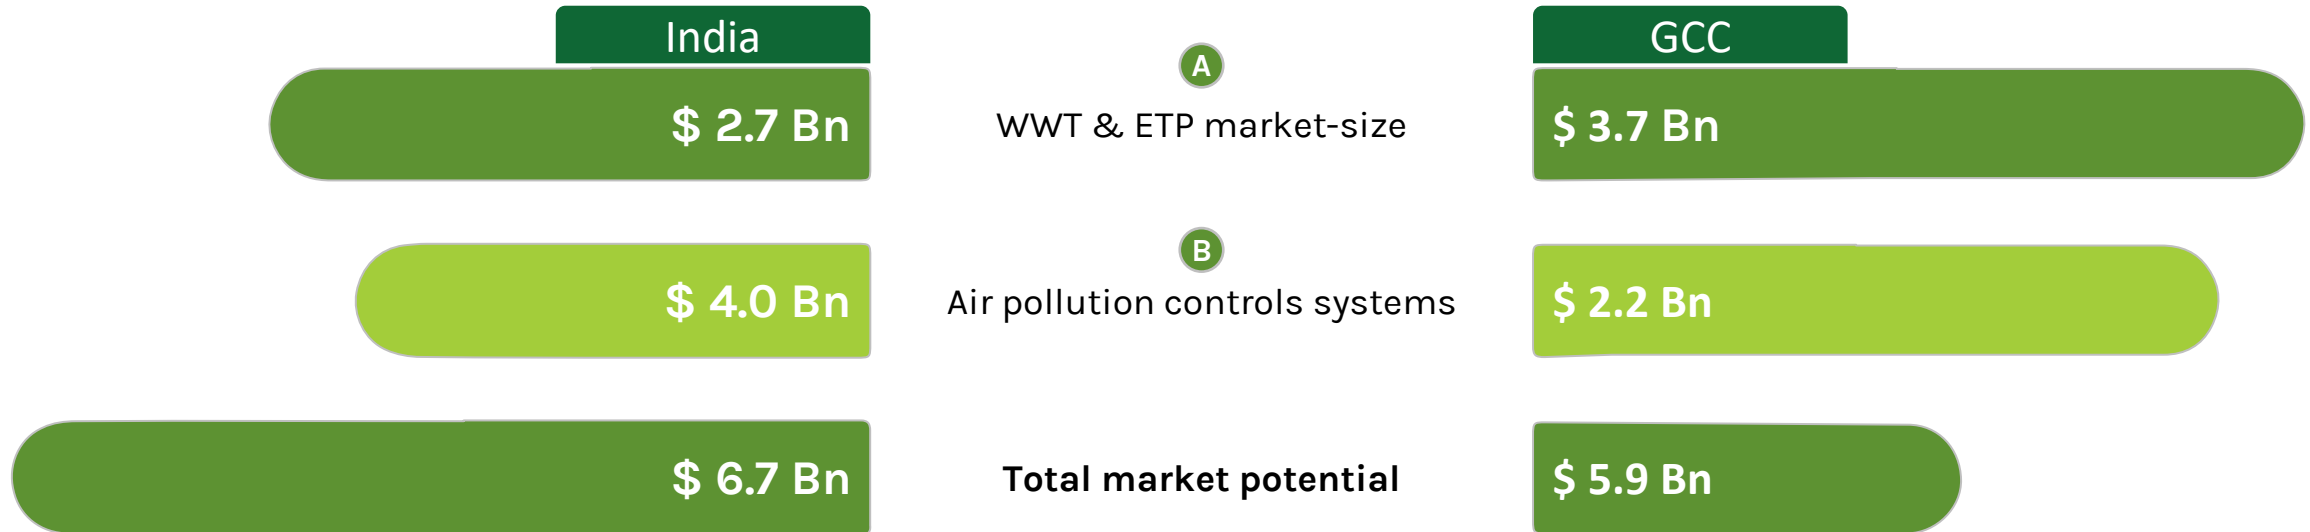 India
GCC
A
$ 2.7 Bn
WWT & ETP market-size
$ 3.7 Bn
B
$ 4.0 Bn
Air pollution controls systems
$ 2.2 Bn
$ 6.7 Bn
Total market potential
$ 5.9 Bn